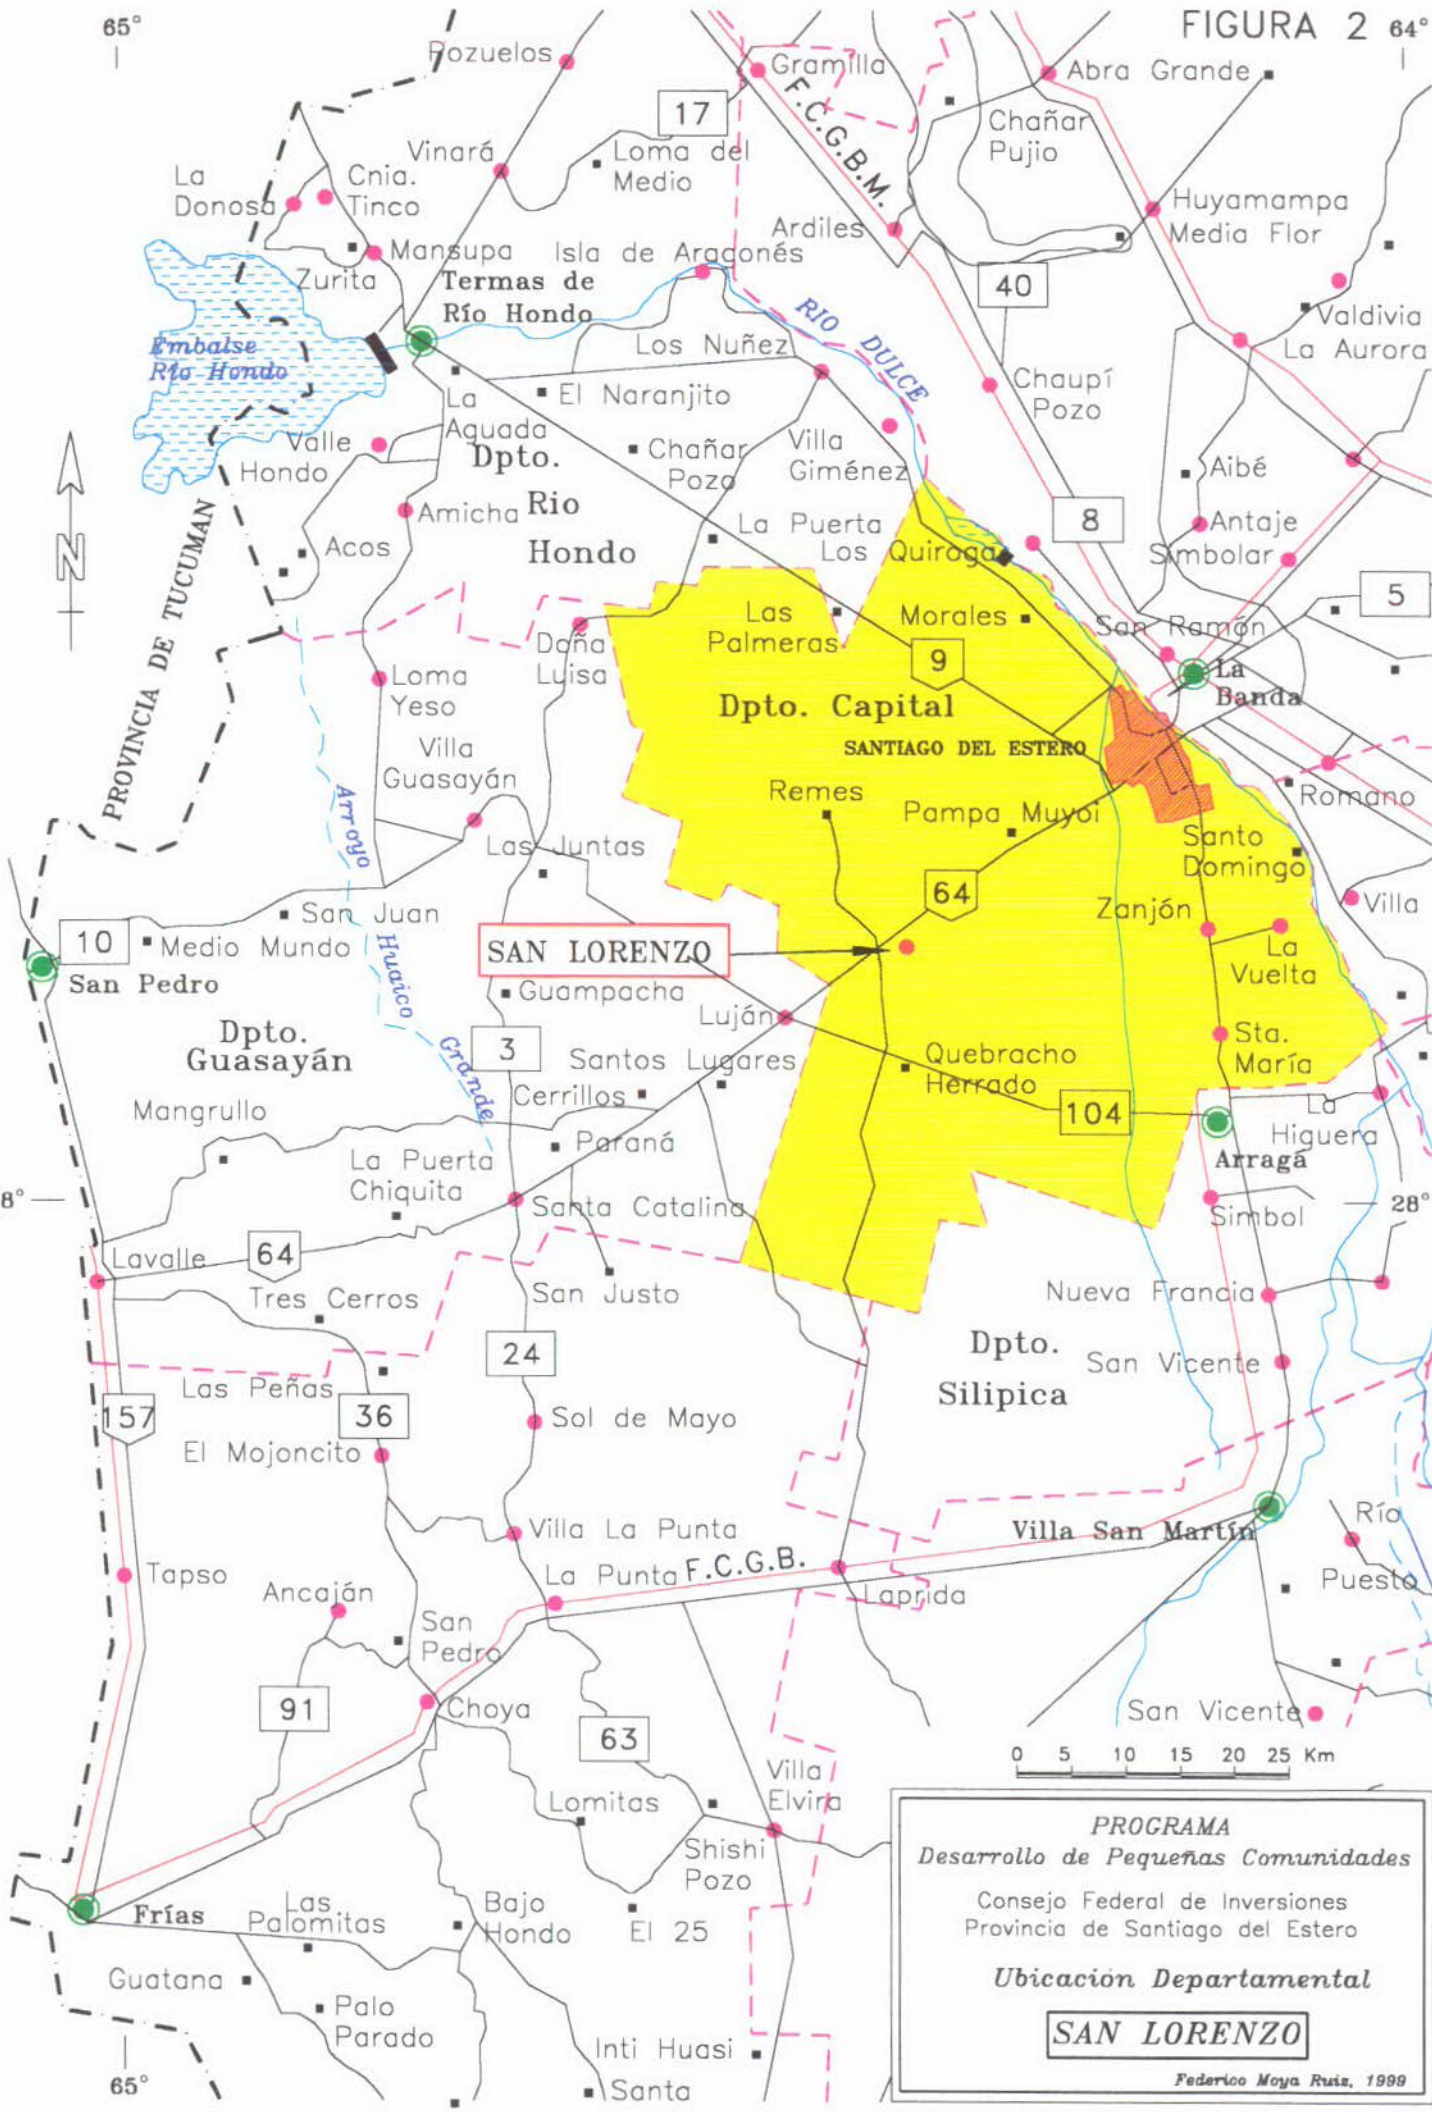 FIGURA 2
65°
64°
Pozuelos
Gramilla
Abra Grande
17
F.C.G.B.M.
Chañar
Pujio
Vinará
Loma del
Medio
La
Donosa
Cnia.
Tinco
Huyamampa
Media Flor
Ardiles
Mansupa
Isla de Aragonés
Zurita
Termas de
Río Hondo
40
RIO DULCE
Valdivia
La Aurora
Embalse
Río Hondo
Los Nuñez
El Naranjito
Chaupí
Pozo
La
Aguada
Valle
Hondo
Dpto.
Rio
Hondo
Chañar
Pozo
Villa
Giménez
Aibé
Amicha
La Puerta
8
Antaje
Simbolar
Acos
Los Quiroga
PROVINCIA DE TUCUMAN
N
5
Las
Palmeras
Morales
San Ramón
Doña
Luisa
9
La
Banda
Loma
Yeso
Dpto. Capital
SANTIAGO DEL ESTERO
Villa
Guasayán
Remes
Pampa Muyoi
Romano
Arroyo
Huaico
Grande
Las Juntas
Santo
Domingo
64
San Juan
Zanjón
Villa
10
Medio Mundo
SAN LORENZO
La
Vuelta
San Pedro
Guampacha
Luján
Dpto.
Guasayán
3
Santos Lugares
Quebracho
Herrado
Sta.
María
Cerrillos
Mangrullo
104
La
Higuera
Paraná
La Puerta
Chiquita
Arragá
8°
Santa Catalina
Simbol
28°
Lavalle
64
Tres Cerros
San Justo
Nueva Francia
24
Dpto.
Silipica
San Vicente
Las Peñas
157
36
Sol de Mayo
El Mojoncito
Villa La Punta
Villa San Martín
Río
Puesto
Tapso
La Punta
F.C.G.B.
Laprida
Ancaján
San
Pedro
91
Choya
San Vicente
63
0 5 10 15 20 25 Km
Villa
Elvira
Lomitas
Shishi
Pozo
Frías
Las
Palomitas
Bajo
Hondo
El 25
Guatana
Palo
Parado
Inti Huasi
Santa
65°
PROGRAMA
Desarrollo de Pequeñas Comunidades
Consejo Federal de Inversiones
Provincia de Santiago del Estero
Ubicación Departamental
SAN LORENZO
Federico Moya Ruiz, 1999